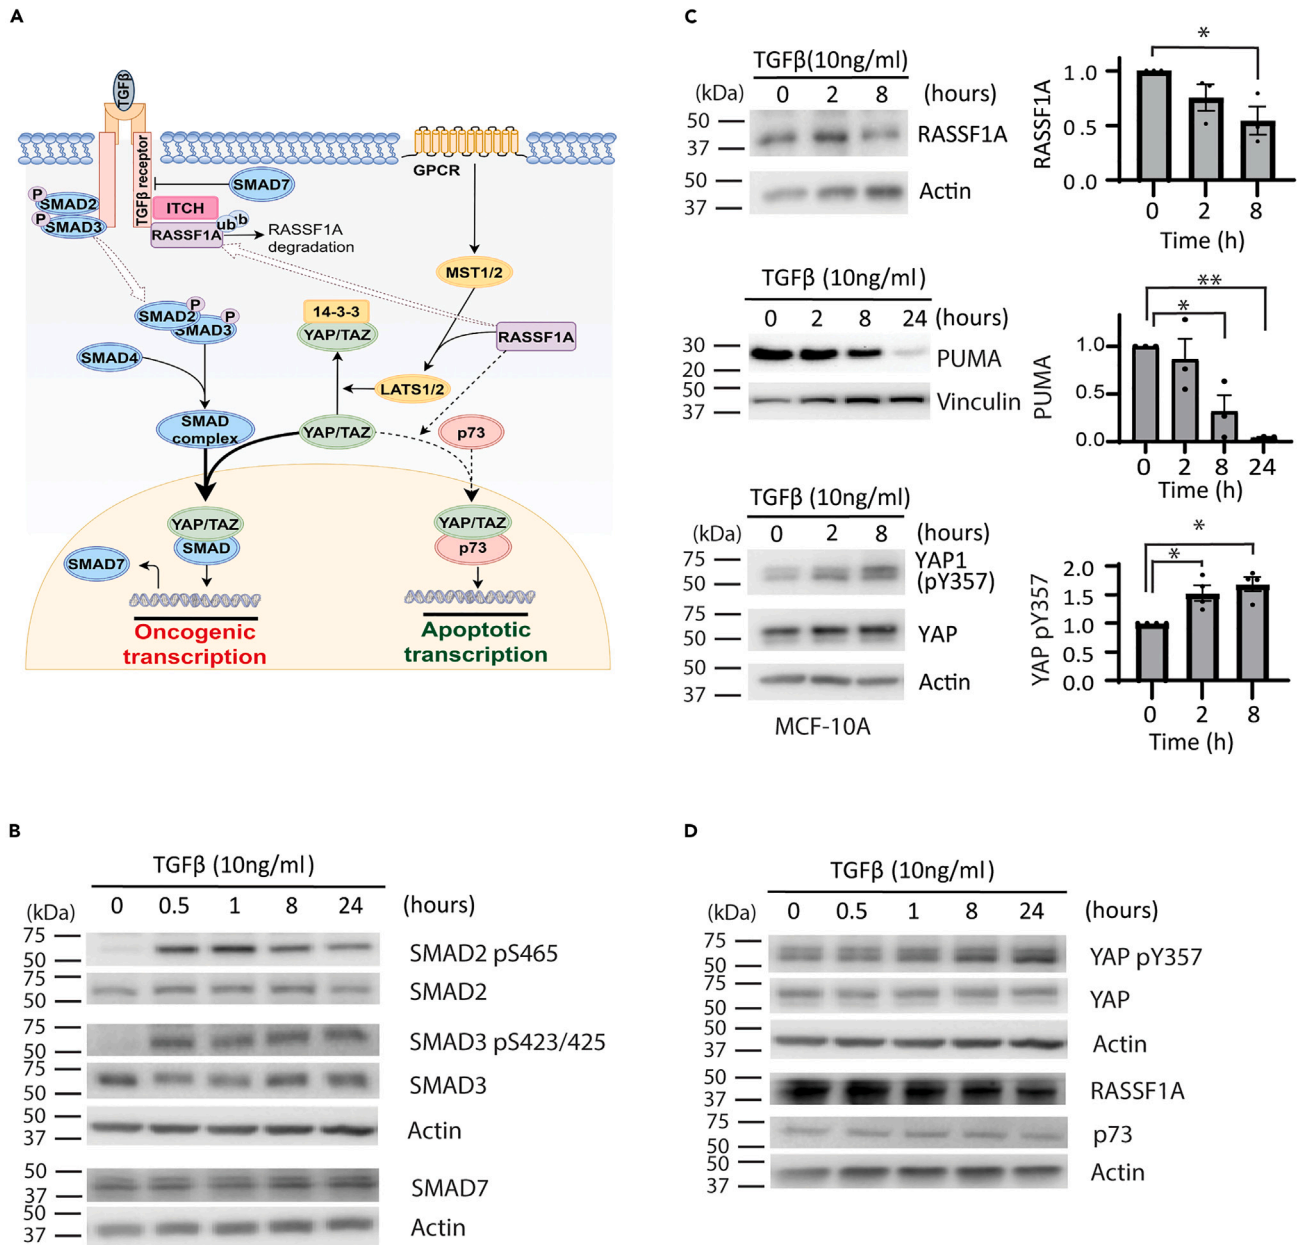 A
TGFβ
TGFβ receptor
GPCR
SMAD7
P
SMAD2
P
SMAD3
ITCH
ub
b
RASSF1A
RASSF1A
degradation
MST1/2
P
SMAD2
P
SMAD3
14-3-3
YAP/TAZ
RASSF1A
SMAD4
LATS1/2
SMAD
complex
YAP/TAZ
p73
YAP/TAZ
SMAD
YAP/TAZ
p73
SMAD7
Oncogenic
transcription
Apoptotic
transcription
B
TGFβ (10ng/ml)
(kDa)
0 0.5 1 8 24 (hours)
75
50
SMAD2 pS465
75
50
SMAD2
75
50
SMAD3 pS423/425
75
50
SMAD3
50
37
Actin
50
37
SMAD7
50
37
Actin
C
TGFβ(10ng/ml)
(kDa)
0 2 8 (hours)
50
37
RASSF1A
50
37
Actin
RASSF1A
1.0
0.5
0.0
*
0 2 8
Time (h)
TGFβ (10ng/ml)
0 2 8 24 (hours)
30
20
PUMA
50
37
Vinculin
PUMA
1.0
0.5
0.0
**
*
0 2 8 24
Time (h)
TGFβ (10ng/ml)
(kDa)
0 2 8 (hours)
75
50
YAP1
(pY357)
75
50
YAP
50
37
Actin
MCF-10A
YAP pY357
2.0
1.5
1.0
0.5
0.0
*
*
0 2 8
Time (h)
D
TGFβ (10ng/ml)
(kDa)
0 0.5 1 8 24 (hours)
75
50
YAP pY357
75
50
YAP
50
37
Actin
50
37
RASSF1A
75
50
p73
50
37
Actin